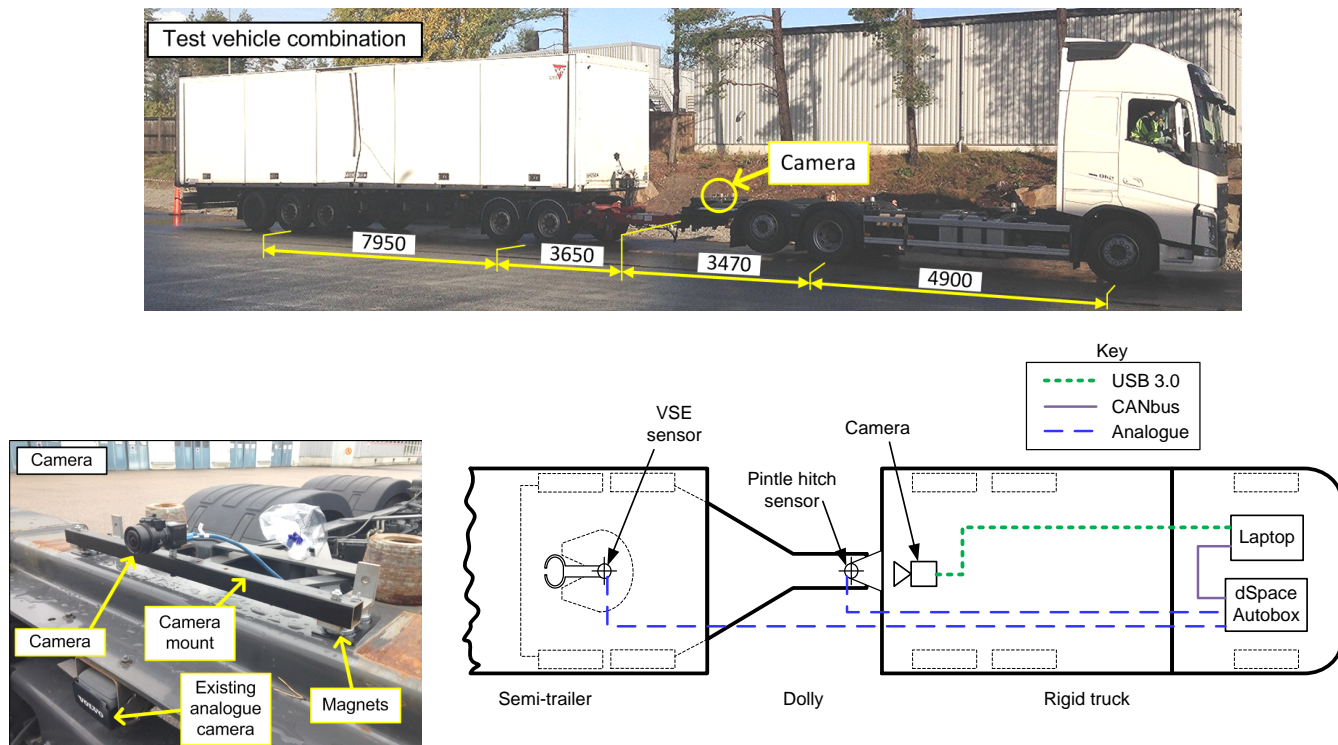 Test vehicle combination
Camera
7950
3650
3470
4900
Key
USB 3.0
CANbus
Analogue
Camera
Camera
Camera
mount
Existing
analogue
camera
Magnets
VOLVO
VSE
sensor
Camera
Pintle hitch
sensor
Laptop
dSpace
Autobox
Semi-trailer
Dolly
Rigid truck